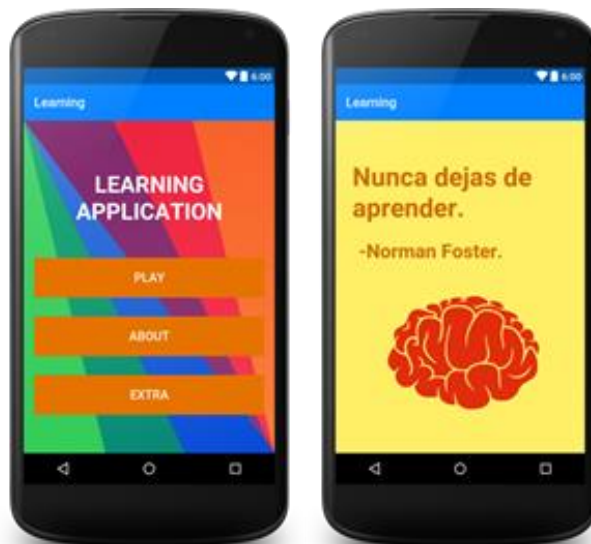 6:00
Learning
LEARNING
APPLICATION
PLAY
ABOUT
EXTRA
6:00
Learning
Nunca dejas de
aprender.
-Norman Foster.